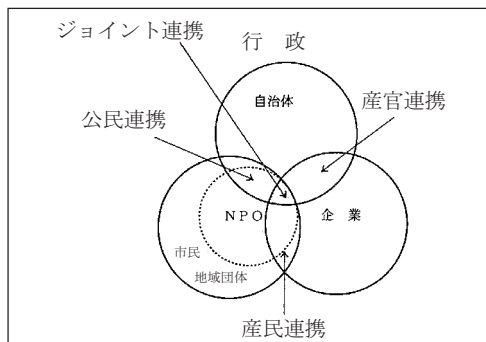 ジョイント連携
行 政
自治体
産官連携
公民連携
NPO
企 業
市民
地域団体
産民連携